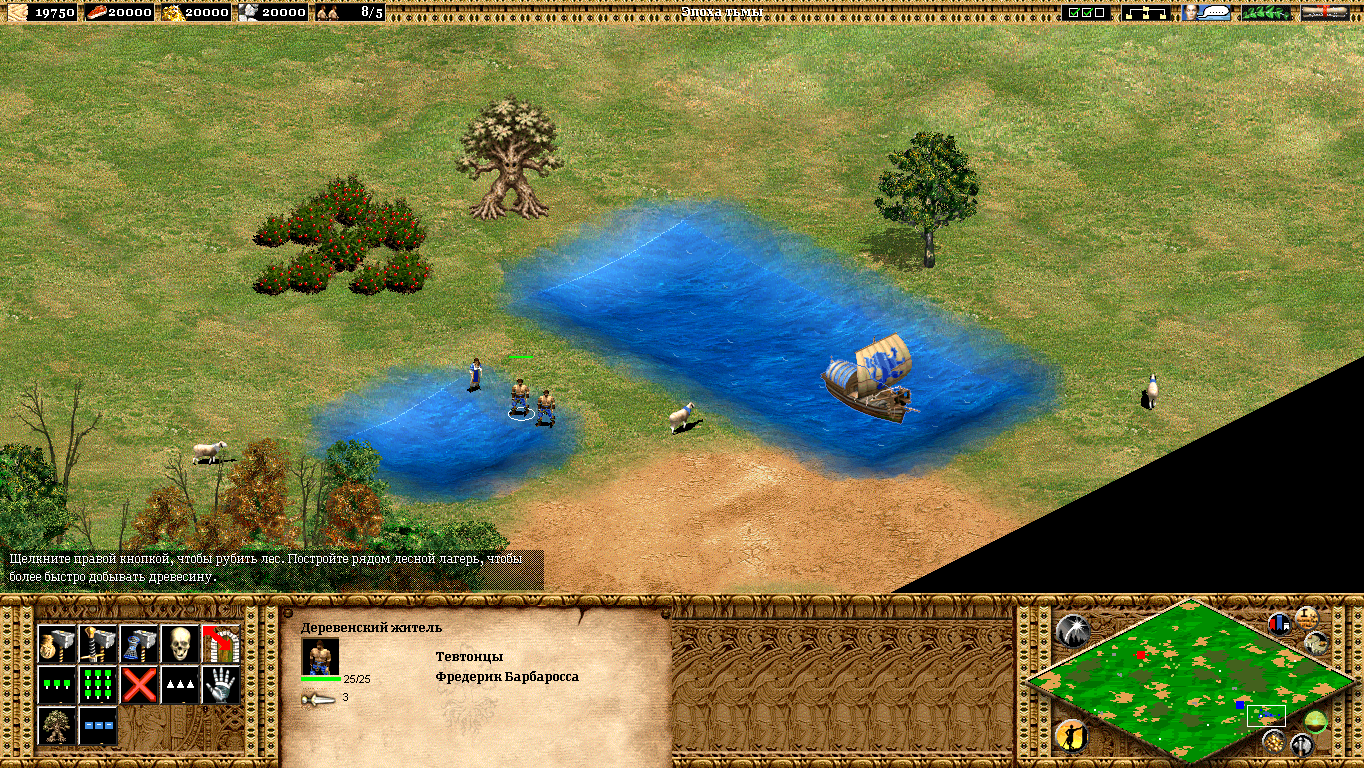 19750 20000 20000 20000 8/5 Эпоха льмы
Щелкните правой кнопкой, чтобы рубить лес. Постройте рядом лесной лагерь, чтобы
более быстро добывать древесину.
Деревенский житель
Тевтонцы
Фредерик Барбаросса
25/25
3